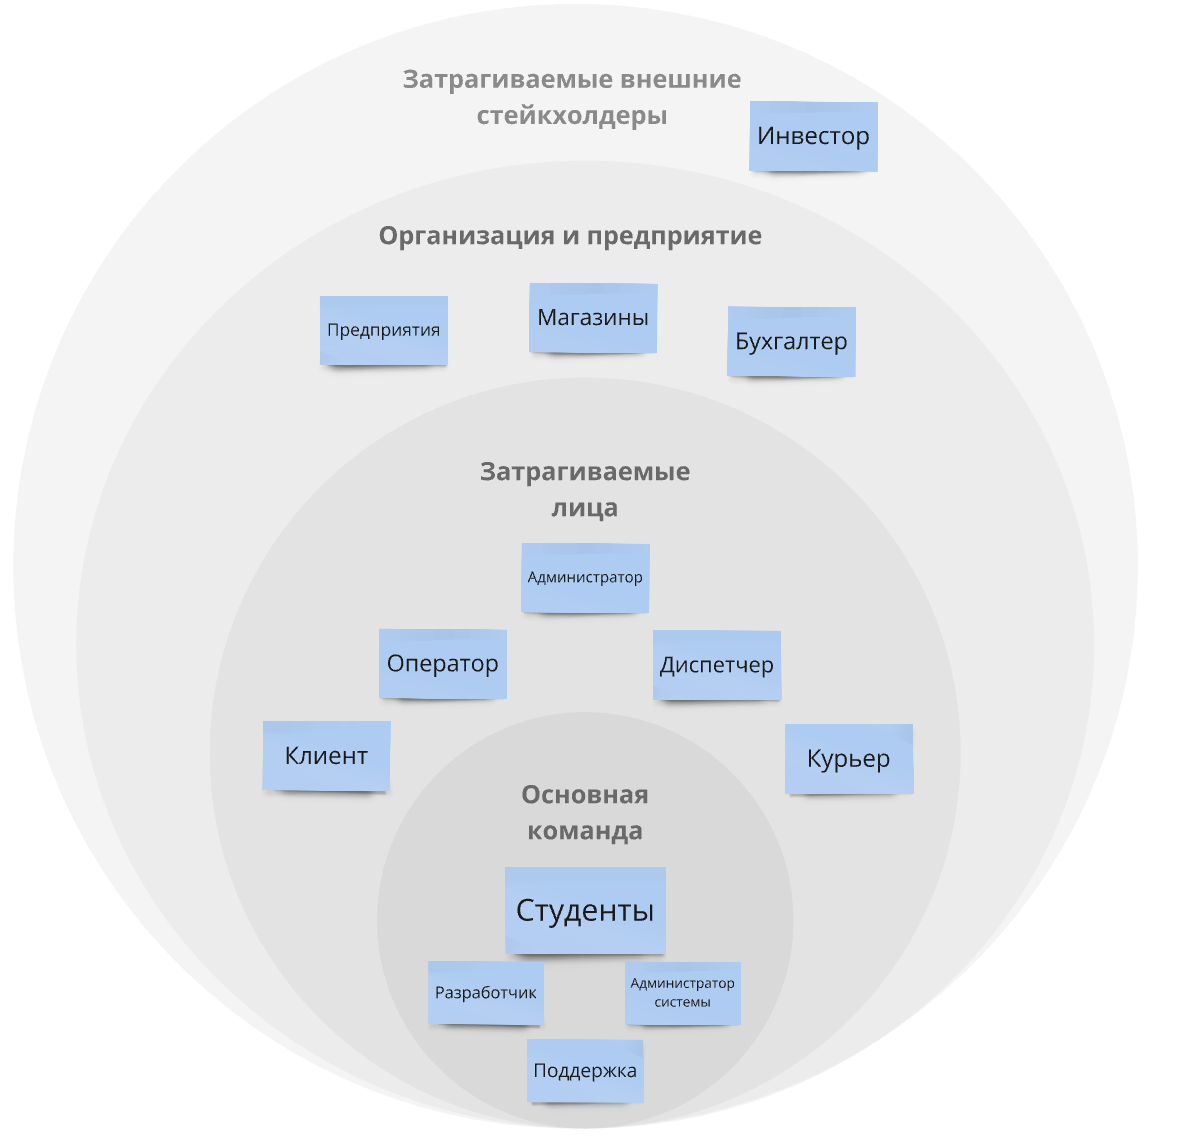 Затрагиваемые внешние
стейкхолдеры
Инвестор
Организация и предприятие
Предприятия
Магазины
Бухгалтер
Затрагиваемые
лица
Администратор
Оператор
Диспетчер
Клиент
Курьер
Основная
команда
Студенты
Разработчик
Администратор
системы
Поддержка